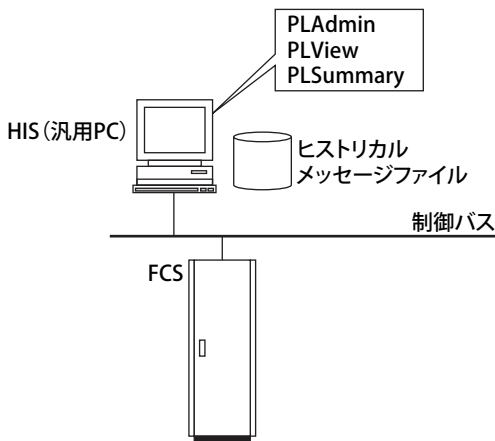 PLAdmin
PLView
PLSummary
HIS（汎用PC）
ヒストリカル
メッセージファイル
制御バス
FCS